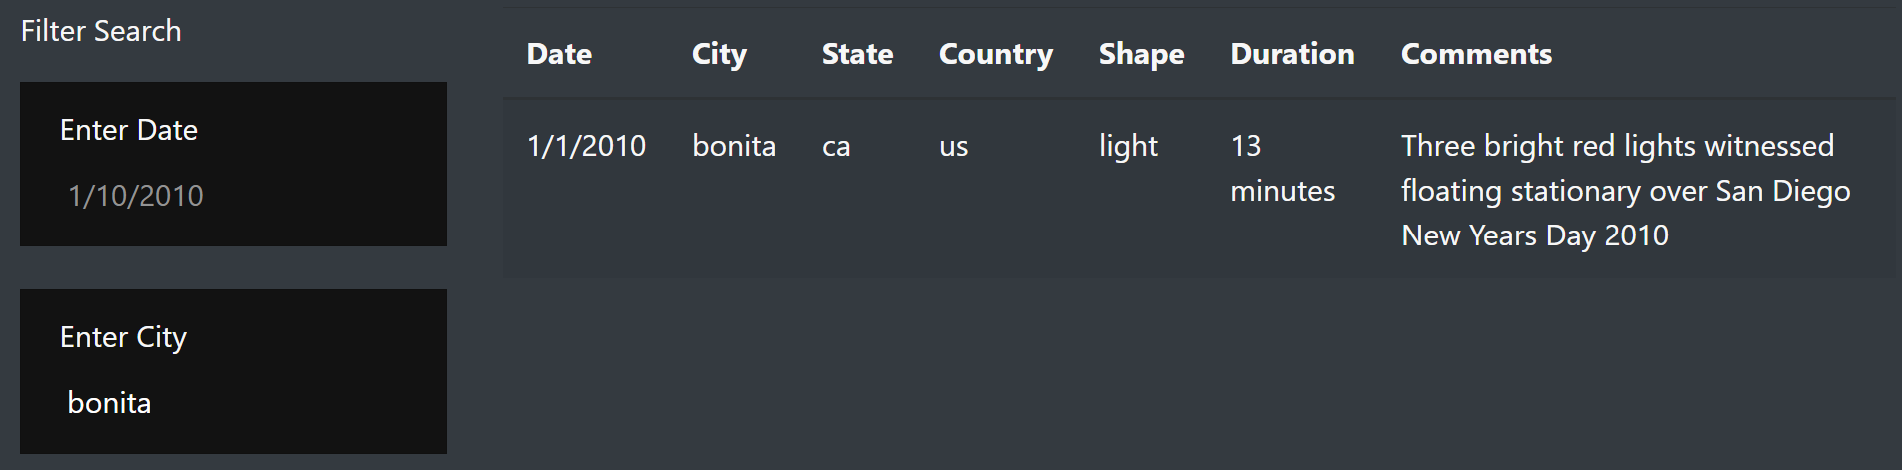 Filter Search
Enter Date
1/10/2010
Enter City
bonita
Date City State Country Shape Duration Comments
1/1/2010 bonita ca us light 13 minutes Three bright red lights witnessed
floating stationary over San Diego
New Years Day 2010